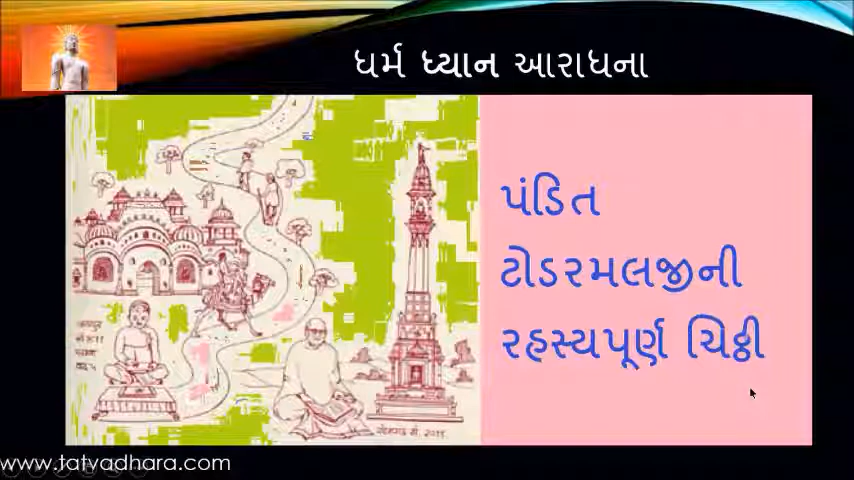 ધર્મ ધ્યાન આરાધના
પંડિત
ટોડરમલજીની
રહસ્યપૂર્ણ ચિઠ્ઠી
www.tatvadhara.com